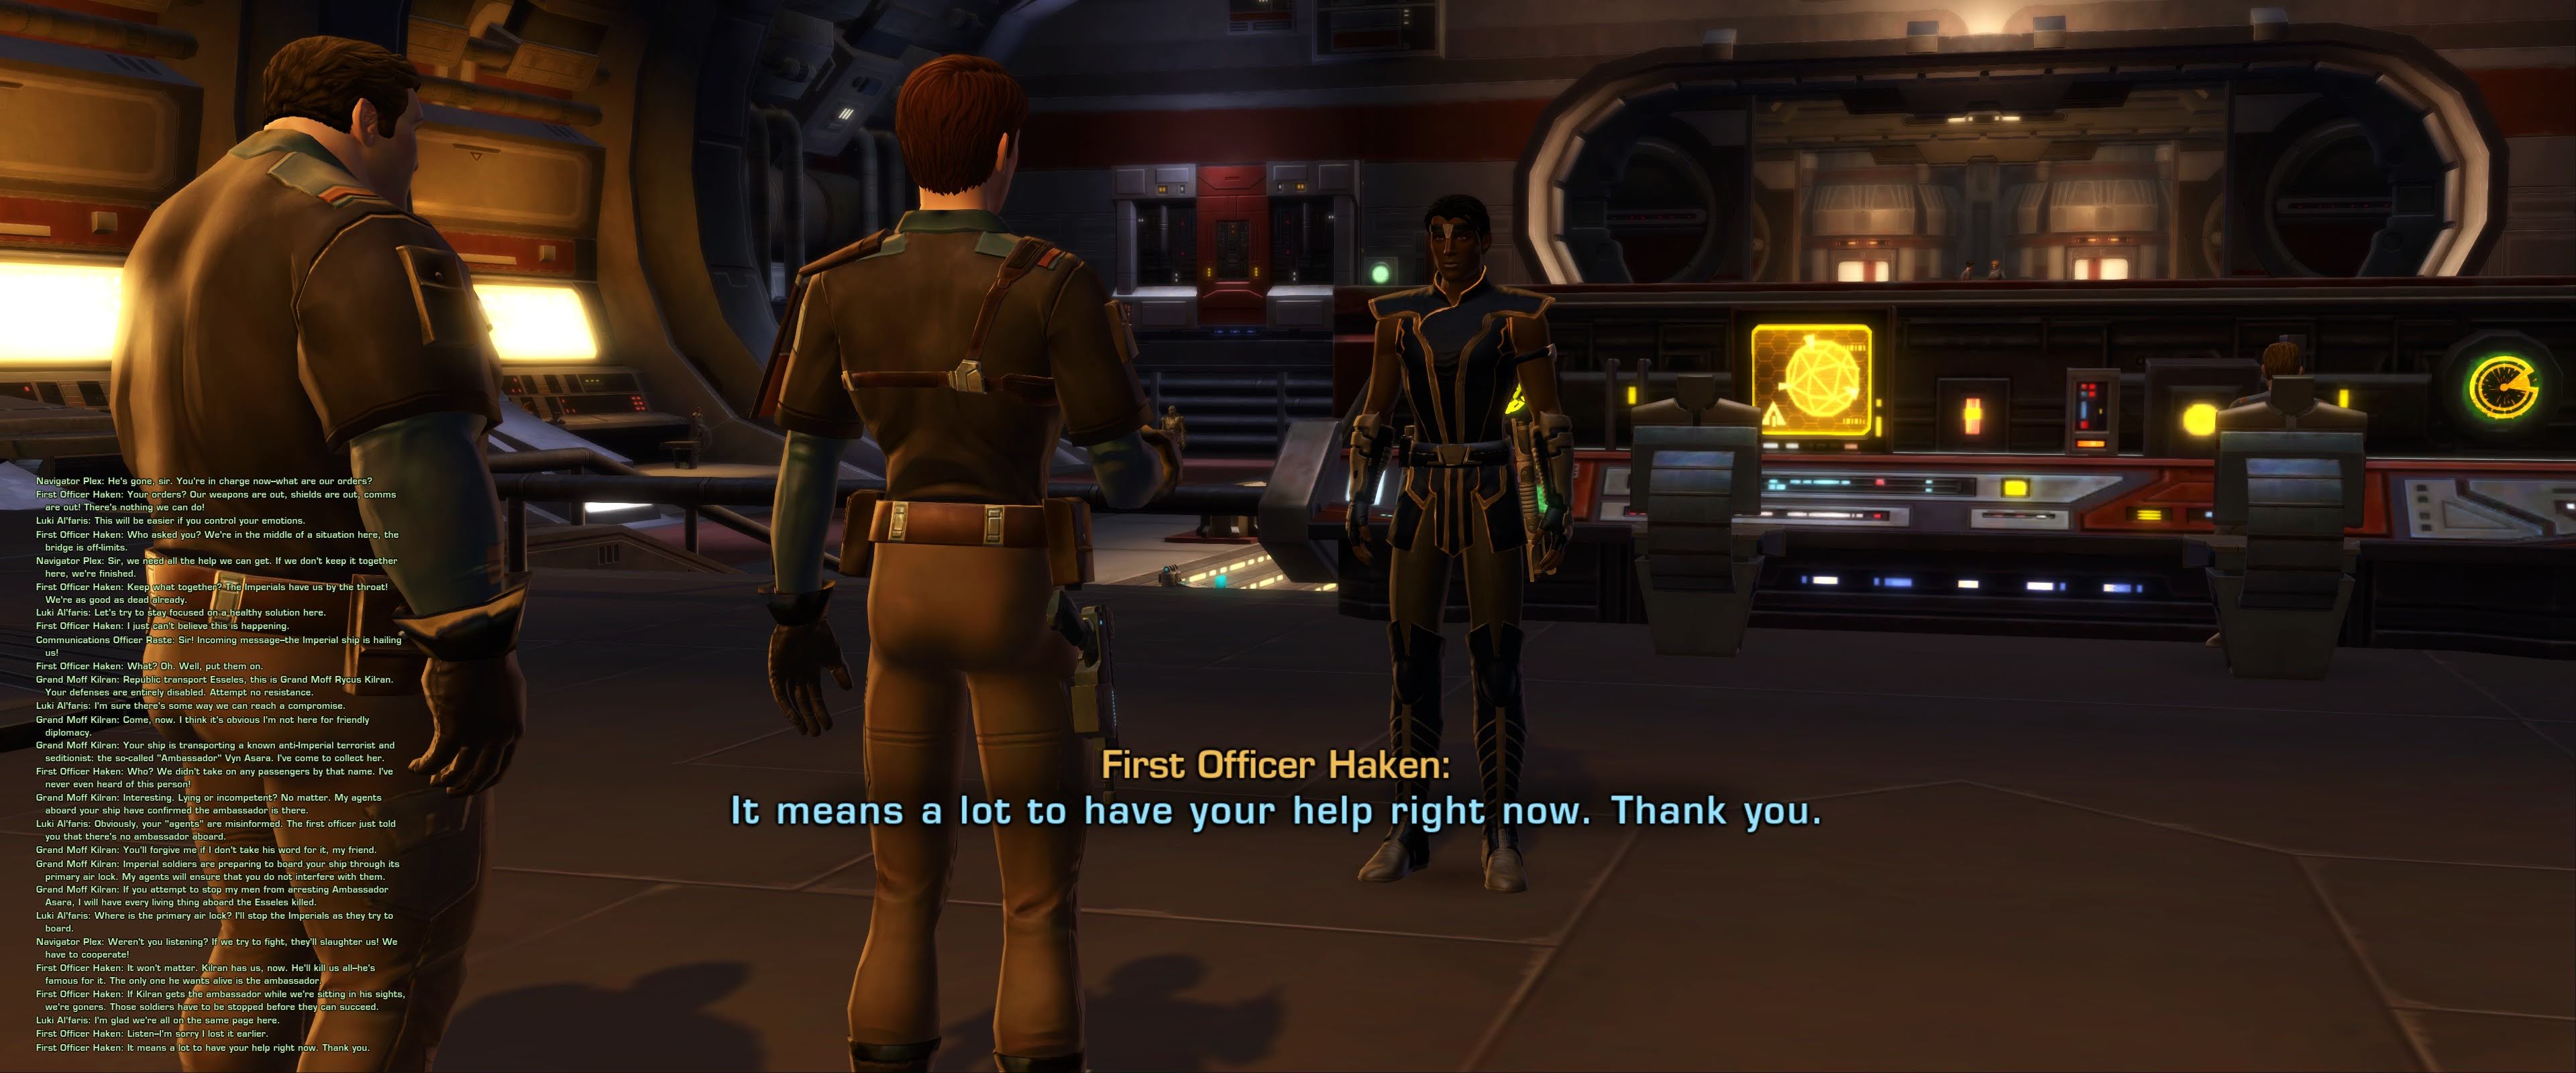 Navigator Plex: He's gone, sir. You're in charge now—what are our orders?
First Officer Haken: Your orders? Our weapons are out, shields are out, comms
are out! There's nothing we can do!
Luki Al'faris: This will be easier if you control your emotions.
First Officer Haken: Who asked you? We're in the middle of a situation here, the
bridge is off-limits.
Navigator Plex: Sir, we need all the help we can get. If we don't keep it together
here, we're finished.
First Officer Haken: Keep what together? The Imperials have us by the throat!
We're as good as dead already.
Luki Al'faris: Let's try to stay focused on a healthy solution here.
First Officer Haken: I just can't believe this is happening.
Communications Officer Raste: Sir! Incoming message—the Imperial ship is hailing
us!
First Officer Haken: What? Oh. Well, put them on.
Grand Moff Kilran: Republic transport Esseles, this is Grand Moff Rycus Kilran.
Your defenses are entirely disabled. Attempt no resistance.
Luki Al'faris: I'm sure there's some way we can reach a compromise.
Grand Moff Kilran: Come, now. I think it's obvious I'm not here for friendly
diplomacy.
Grand Moff Kilran: Your ship is transporting a known anti-Imperial terrorist and
seditionist: the so-called "Ambassador" Vyn Asara. I've come to collect her.
First Officer Haken: Who? We didn't take on any passengers by that name. I've
never even heard of this person!
Grand Moff Kilran: Interesting. Lying or incompetent? No matter. My agents
aboard your ship have confirmed the ambassador is there.
Luki Al'faris: Obviously, your "agents" are misinformed. The first officer just told
you that there's no ambassador aboard.
Grand Moff Kilran: You'll forgive me if I don't take his word for it, my friend.
Grand Moff Kilran: Imperial soldiers are preparing to board your ship through its
primary air lock. My agents will ensure that you do not interfere with them.
Grand Moff Kilran: If you attempt to stop my men from arresting Ambassador
Asara, I will have every living thing aboard the Esseles killed.
Luki Al'faris: Where is the primary air lock? I'll stop the Imperials as they try to
board.
Navigator Plex: Weren't you listening? If we try to fight, they'll slaughter us! We
have to cooperate!
First Officer Haken: It won't matter. Kilran has us, now. He'll kill us all—he's
famous for it. The only one he wants alive is the ambassador.
First Officer Haken: If Kilran gets the ambassador while we're sitting in his sights,
we're goners. Those soldiers have to be stopped before they can succeed.
Luki Al'faris: I'm glad we're all on the same page here.
First Officer Haken: Listen—I'm sorry I lost it earlier.
First Officer Haken: It means a lot to have your help right now. Thank you.
First Officer Haken:
It means a lot to have your help right now. Thank you.